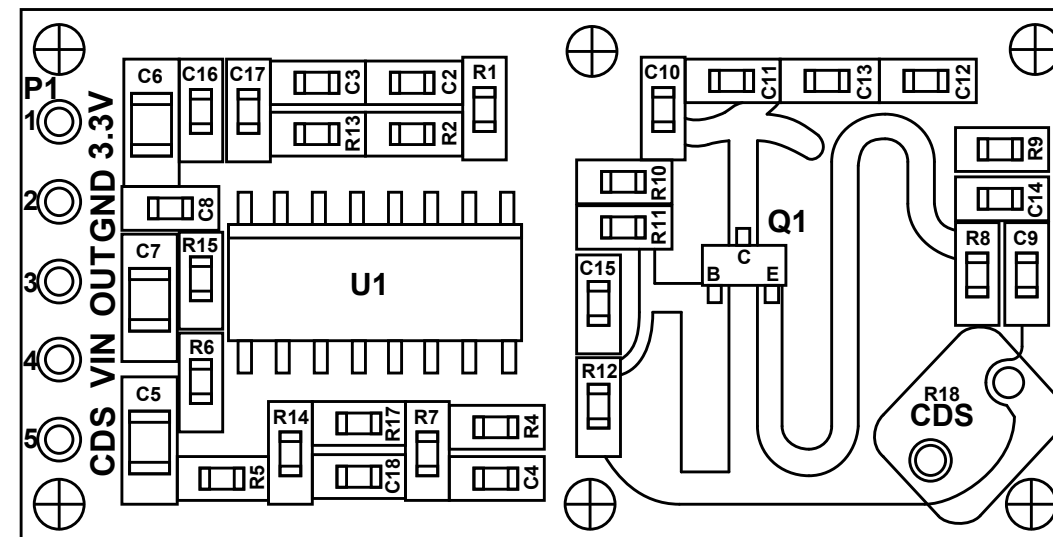 P1
1
2
3
4
5
3.3V
GND
OUT
VIN
CDS
C6
C16
C17
C3
C2
R1
R13
R2
C8
C7
R15
U1
R6
C5
R14
R17
R7
R4
R5
C18
C4
C10
C11
C13
C12
R10
R9
R11
C14
Q1
C
B
E
R8
C9
C15
R12
R18
CDS